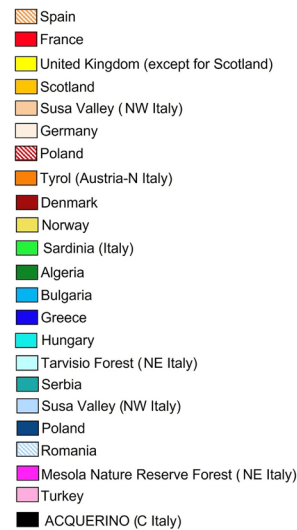 Spain
France
United Kingdom (except for Scotland)
Scotland
Susa Valley ( NW Italy)
Germany
Poland
Tyrol (Austria-N Italy)
Denmark
Norway
Sardinia (Italy)
Algeria
Bulgaria
Greece
Hungary
Tarvisio Forest ( NE Italy)
Serbia
Susa Valley (NW Italy)
Poland
Romania
Mesola Nature Reserve Forest ( NE Italy)
Turkey
ACQUERINO (C Italy)